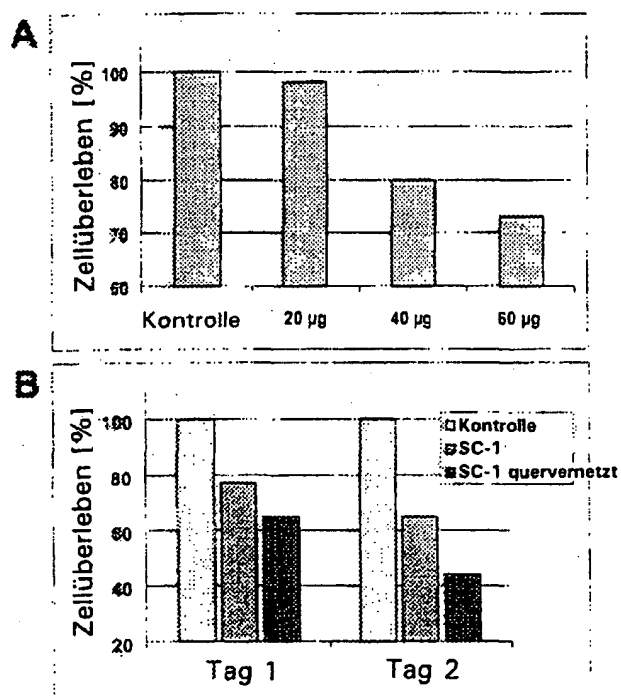 A
Zellüberleben [%]
100
90
80
70
60
Kontrolle 20 µg 40 µg 60 µg
B
Zellüberleben [%]
100
80
60
40
20
Kontrolle
SC-1
SC-1 quervernetzt
Tag 1 Tag 2